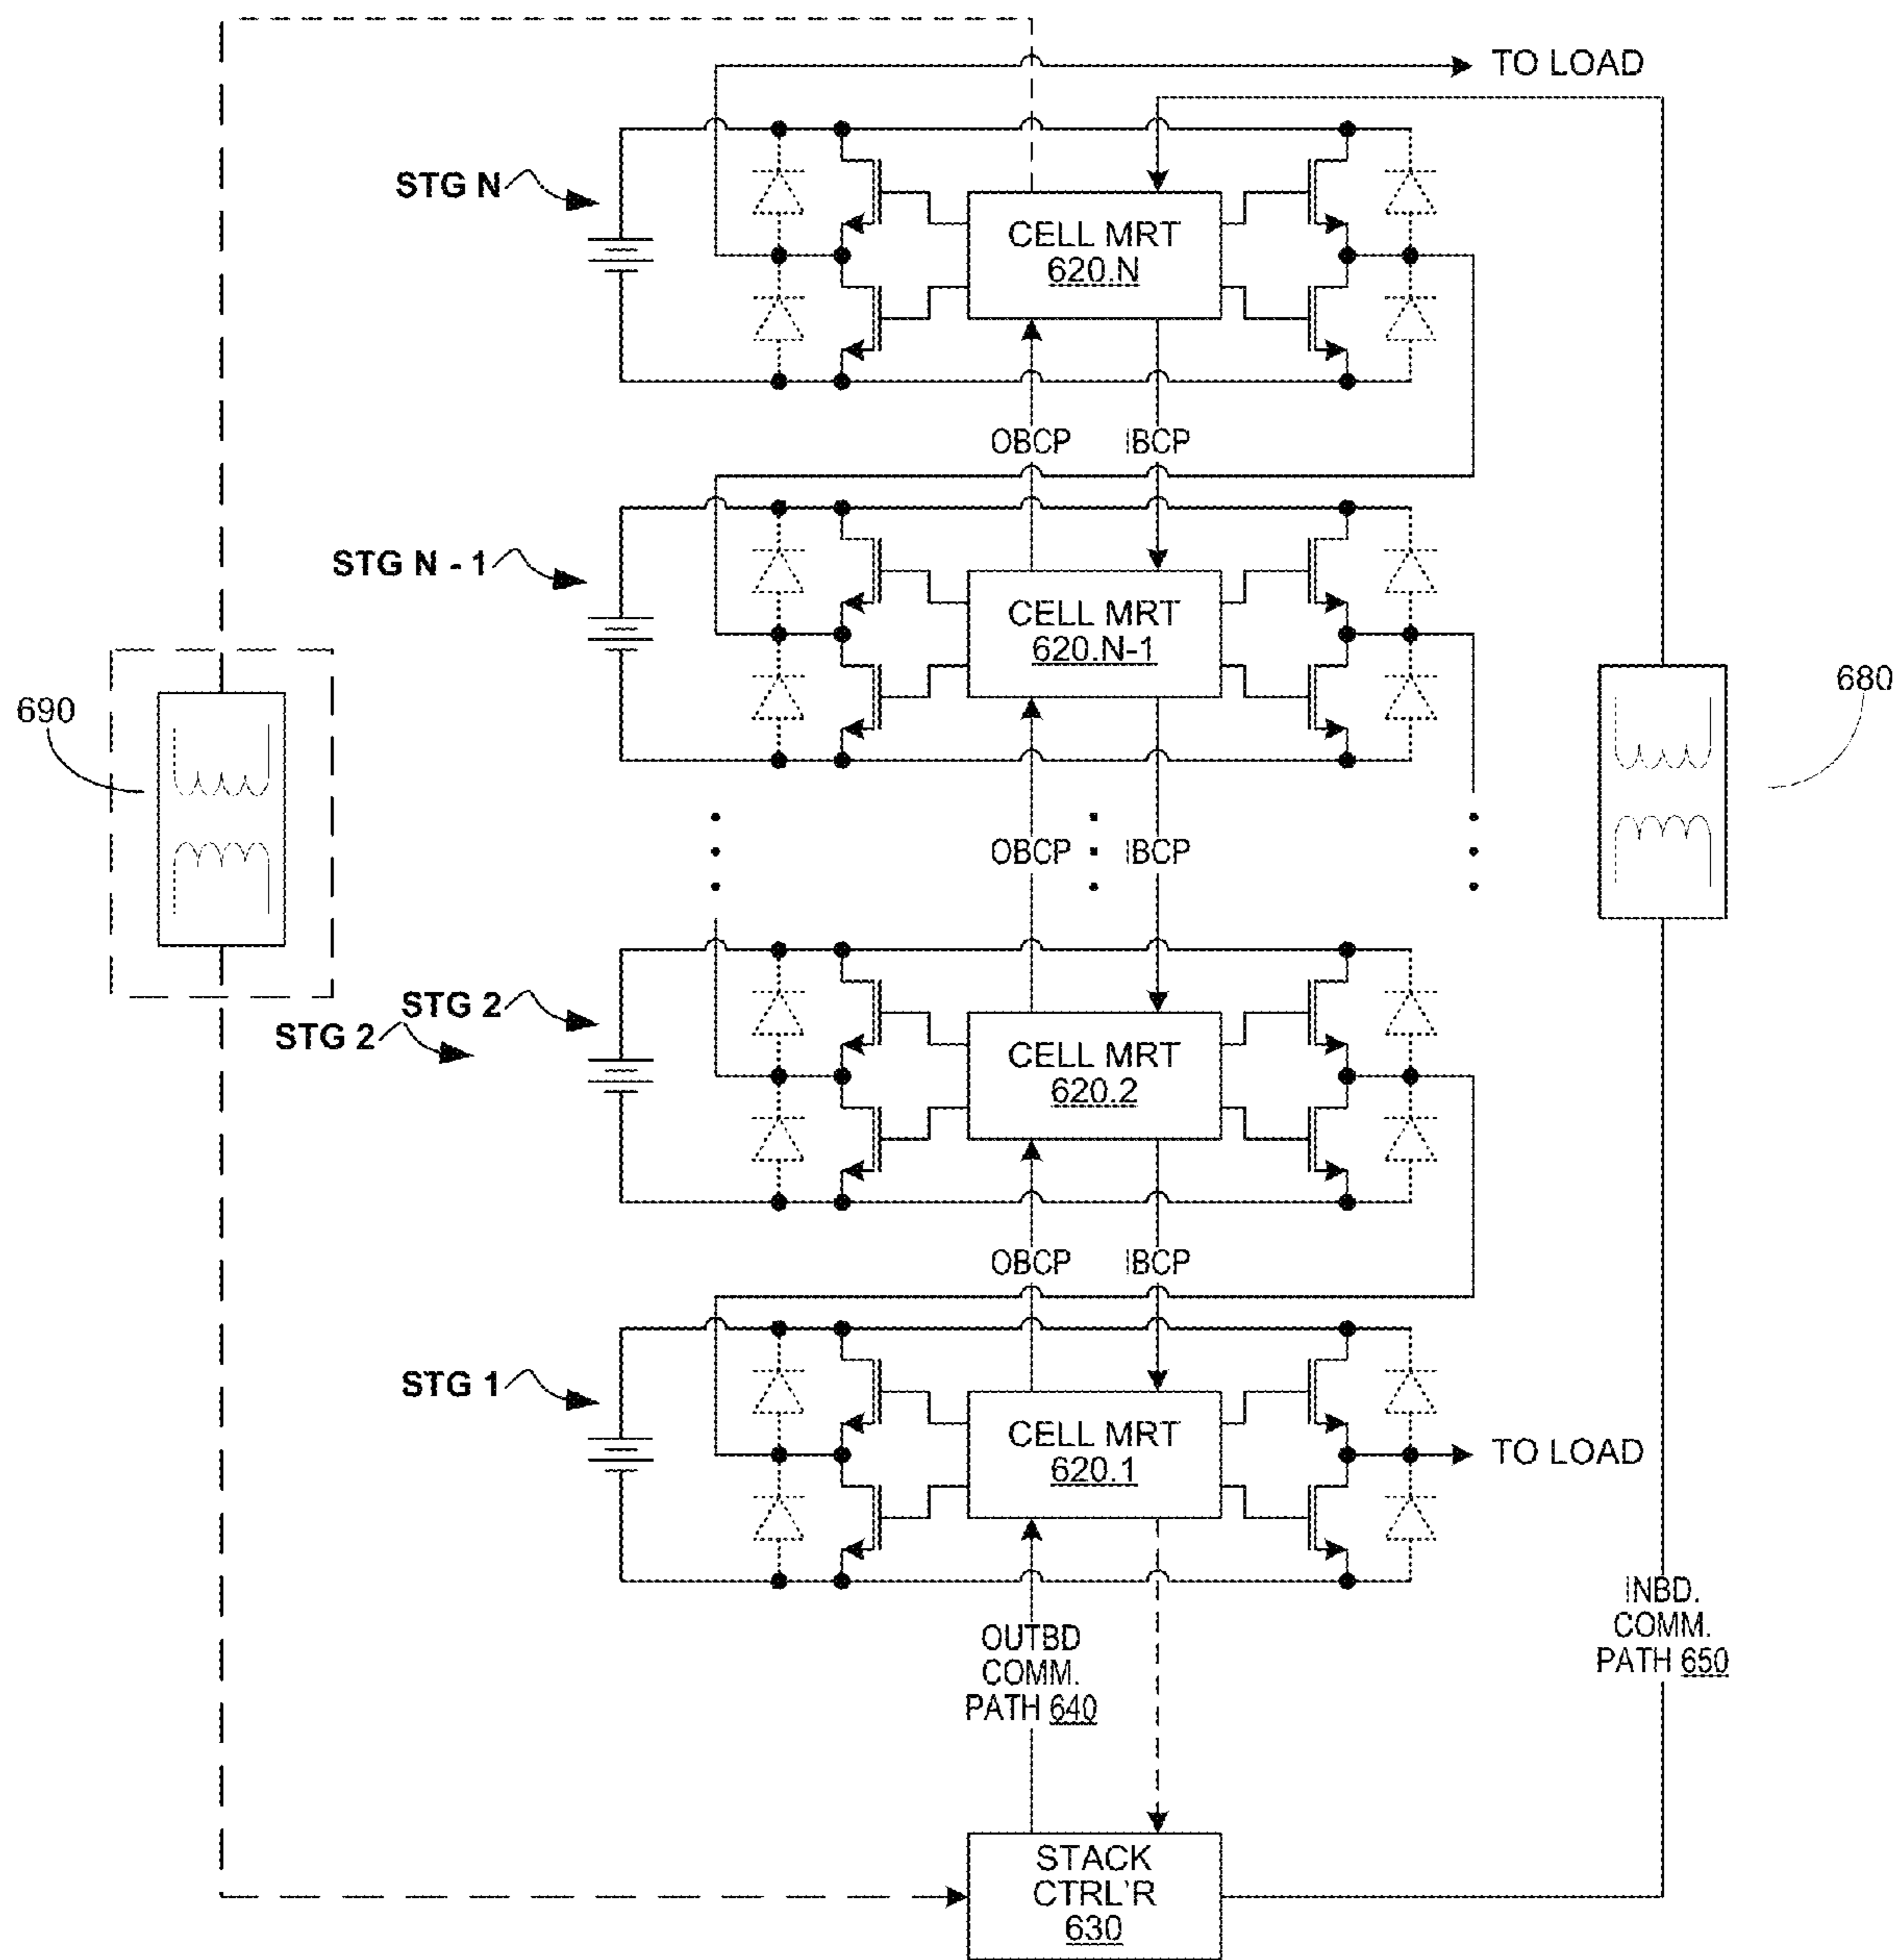 TO LOAD
STG N
CELL MRT
620.N
OBCP
IBCP
STG N - 1
CELL MRT
620.N-1
690
680
OBCP
IBCP
STG 2
STG 2
CELL MRT
620.2
OBCP
IBCP
STG 1
CELL MRT
620.1
TO LOAD
OUTBD
COMM.
PATH 640
INBD.
COMM.
PATH 650
STACK
CTRL'R
630